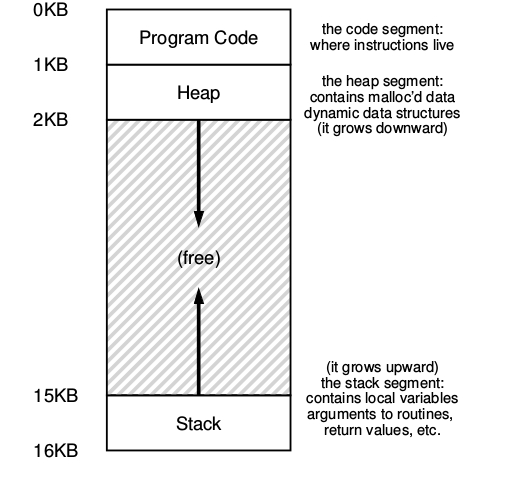 0KB
Program Code
the code segment:
where instructions live
1KB
Heap
the heap segment:
contains malloc'd data
dynamic data structures
(it grows downward)
2KB
(free)
(it grows upward)
the stack segment:
contains local variables
arguments to routines,
return values, etc.
15KB
Stack
16KB